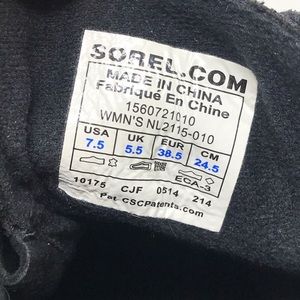 SOREL.COM
MADE IN CHINA
Fabriqué En Chine
1560721010
WMN'S NL2115-010
USA UK EUR CM
7.5 5.5 38.5 24.5
ECA-3
10175 CJF 0514 214
Pat. CSCPatents.com